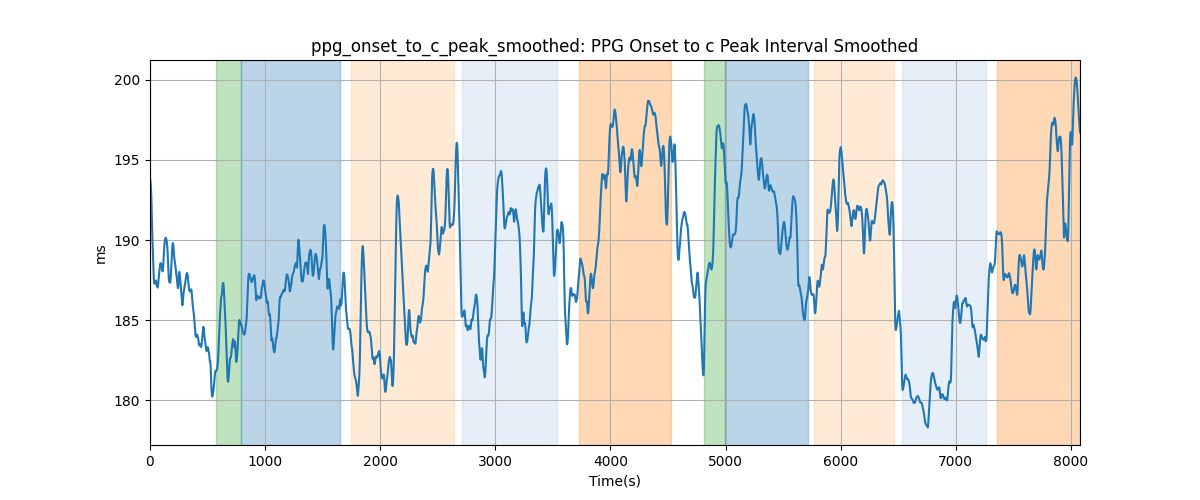 ppg_onset_to_c_peak_smoothed: PPG Onset to c Peak Interval Smoothed
200
195
190
185
180
ms
0 1000 2000 3000 4000 5000 6000 7000 8000
Time(s)